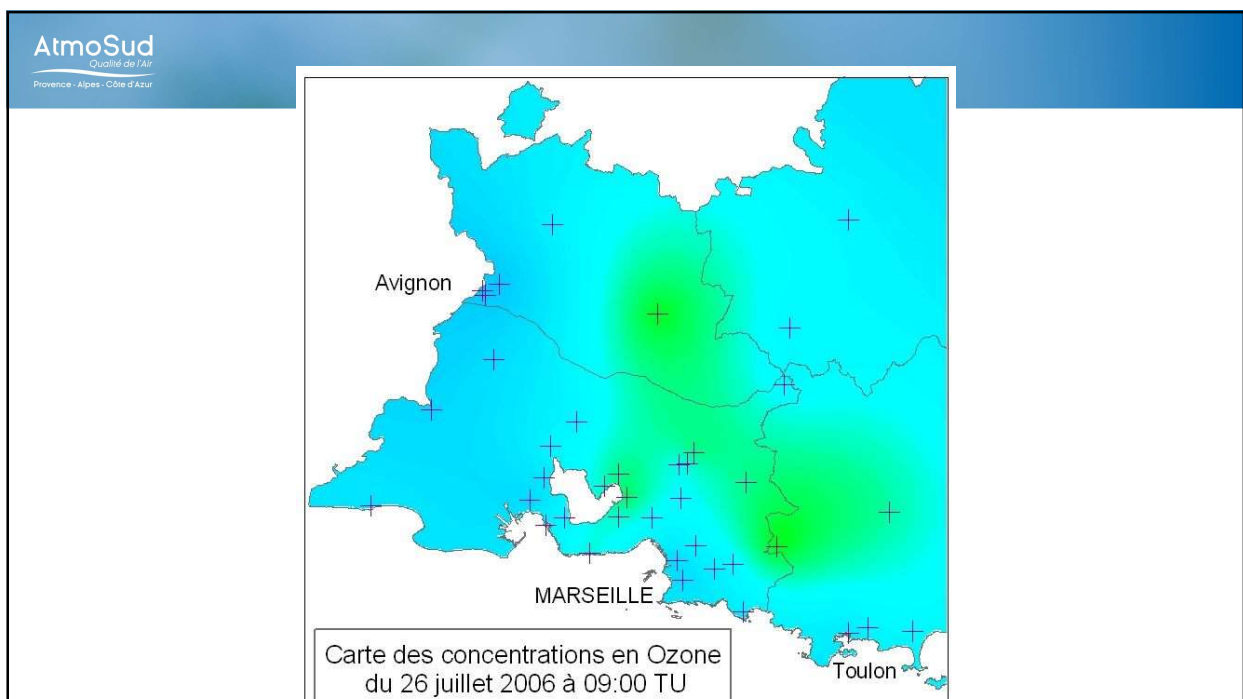 AtmoSud
Qualité de l'Air
Provence - Alpes - Côte d'Azur
Avignon
MARSEILLE
Toulon
Carte des concentrations en Ozone
du 26 juillet 2006 à 09:00 TU